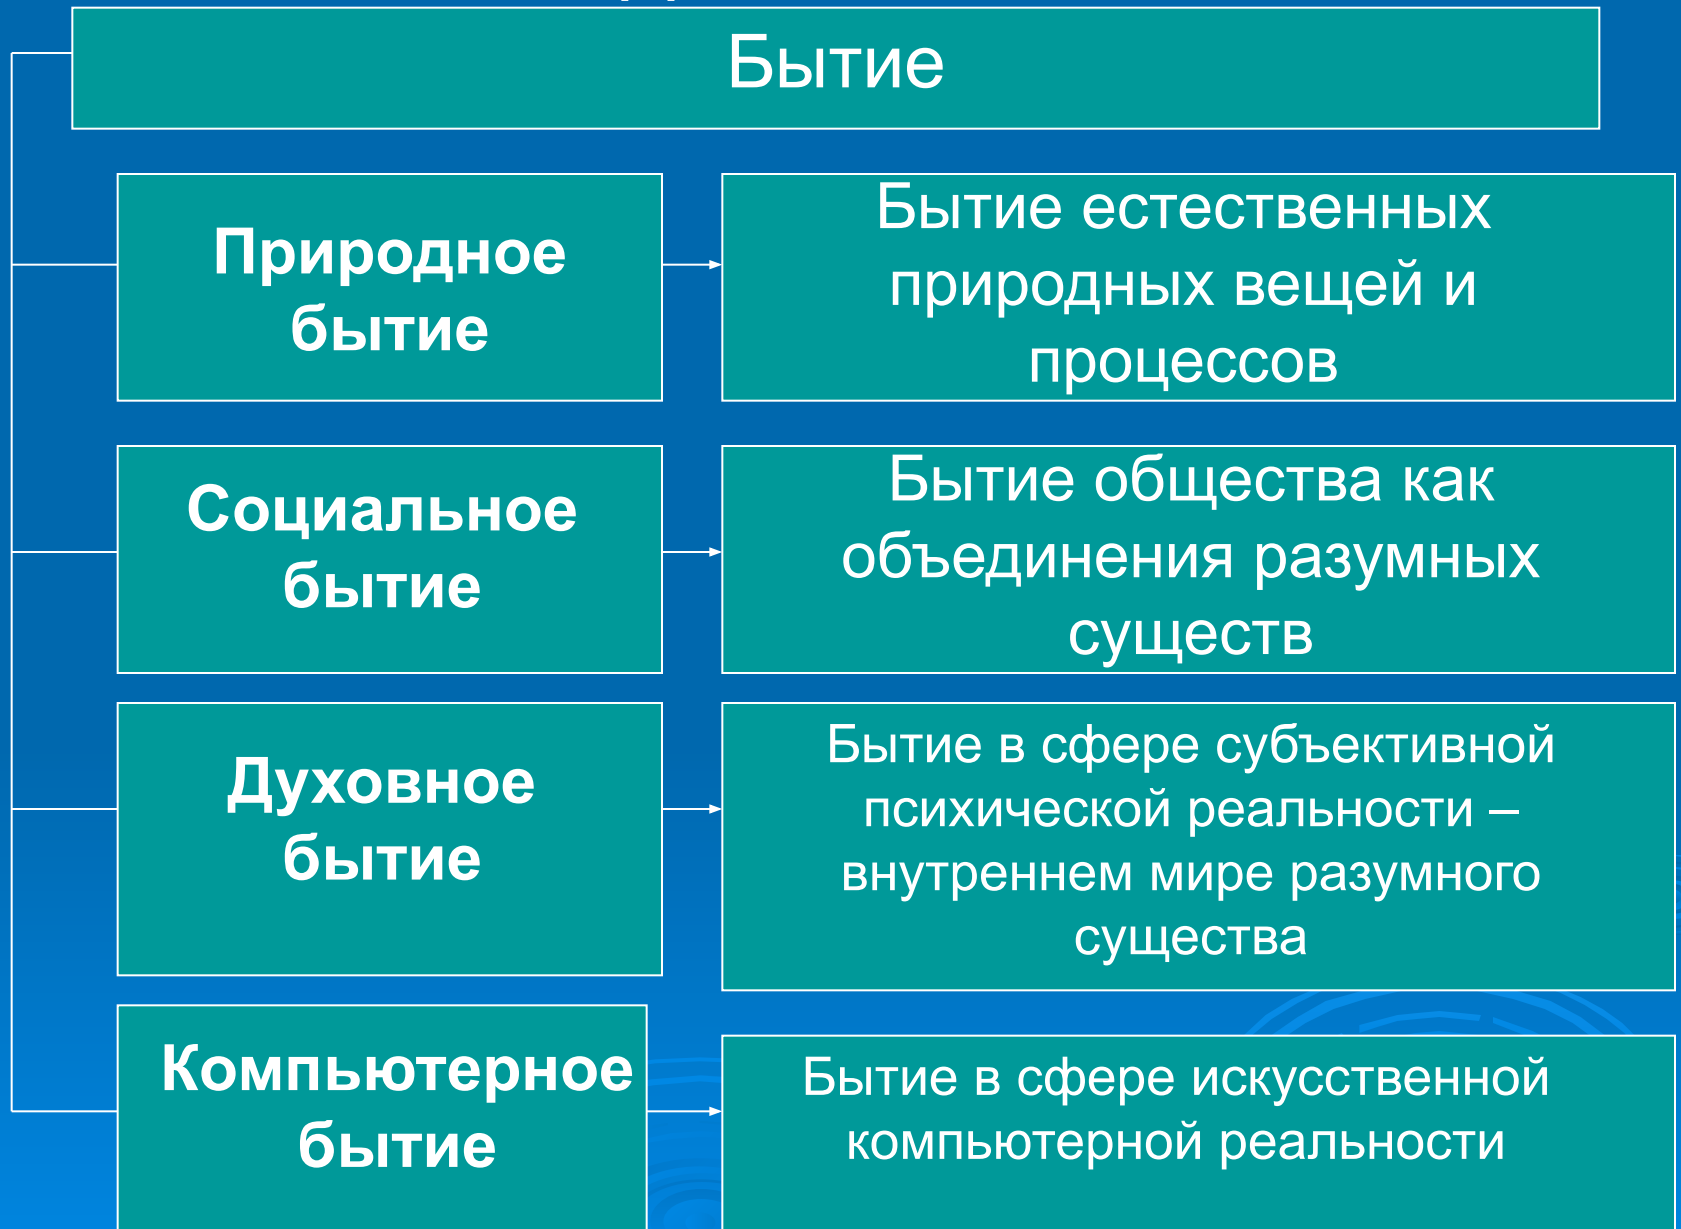 Бытие
Природное
бытие
Бытие естественных
природных вещей и
процессов
Социальное
бытие
Бытие общества как
объединения разумных
существ
Духовное
бытие
Бытие в сфере субъективной
психической реальности –
внутреннем мире разумного
существа
Компьютерное
бытие
Бытие в сфере искусственной
компьютерной реальности